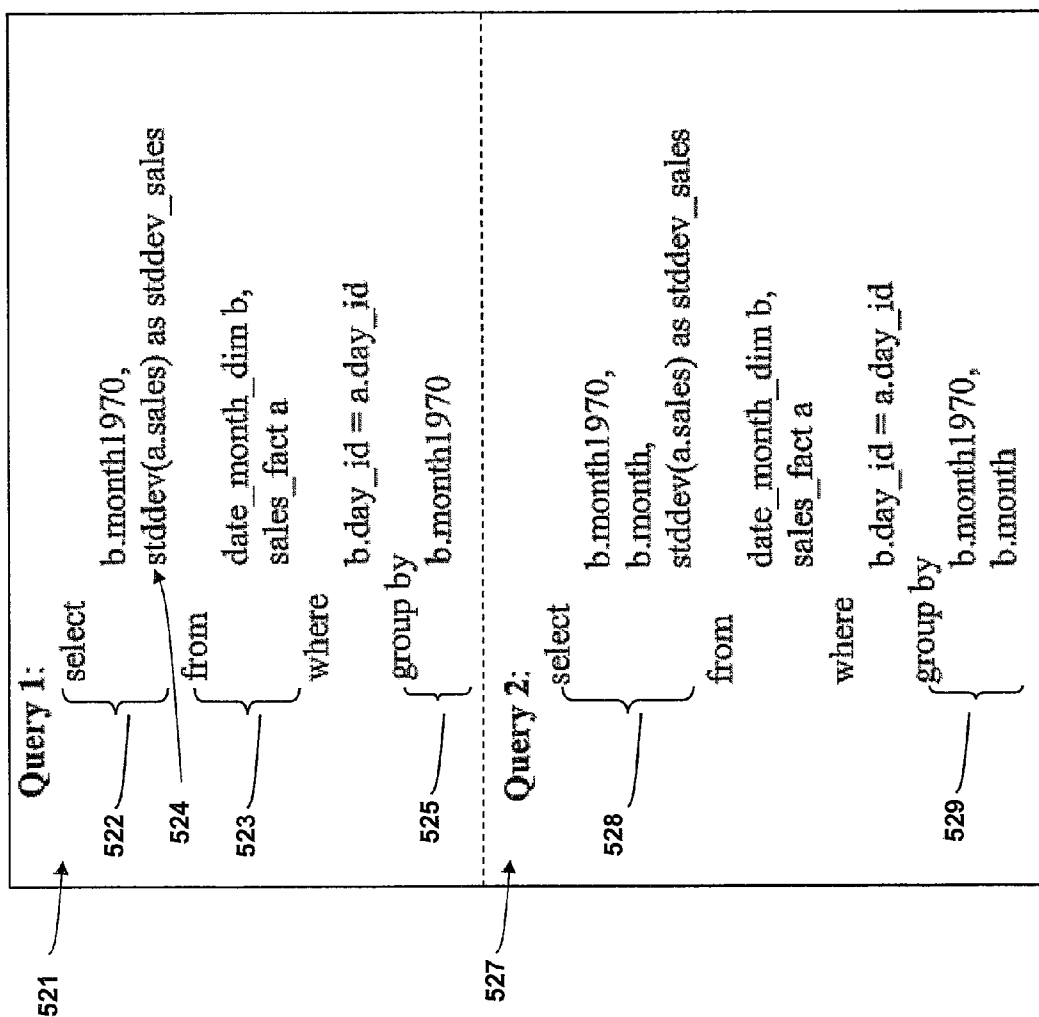 521
Query 1:
522
select
b.month1970,
524
stddev(a.sales) as stddev_sales
523
from
date_month_dim b,
sales_fact a
where
b.day_id = a.day_id
525
group by
b.month1970
527
Query 2:
528
select
b.month1970,
b.month,
stddev(a.sales) as stddev_sales
from
date_month_dim b,
sales_fact a
where
b.day_id = a.day_id
529
group by
b.month1970,
b.month